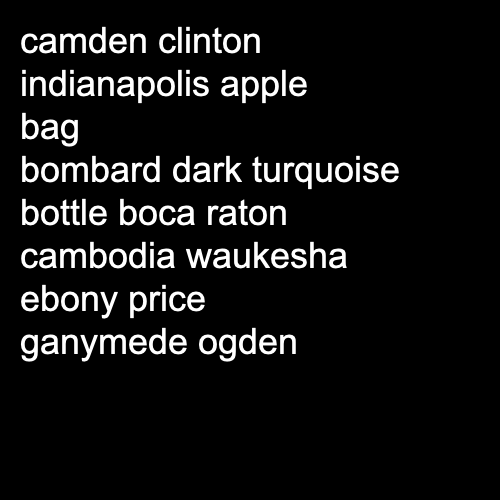 camden clinton
indianapolis apple
bag
bombard dark turquoise
bottle boca raton
cambodia waukesha
ebony price
ganymede ogden